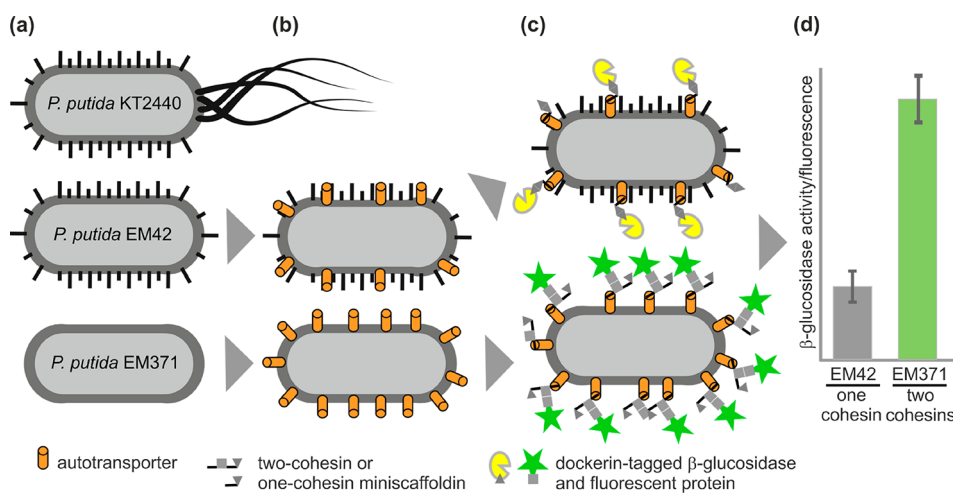 (a)
(b)
(c)
(d)
P. putida KT2440
P. putida EM42
P. putida EM371
β-glucosidase activity/fluorescence
EM42
one
cohesin
EM371
two
cohesins
autotransporter
two-cohesin or
one-cohesin miniscaffoldin
dockerin-tagged β-glucosidase
and fluorescent protein